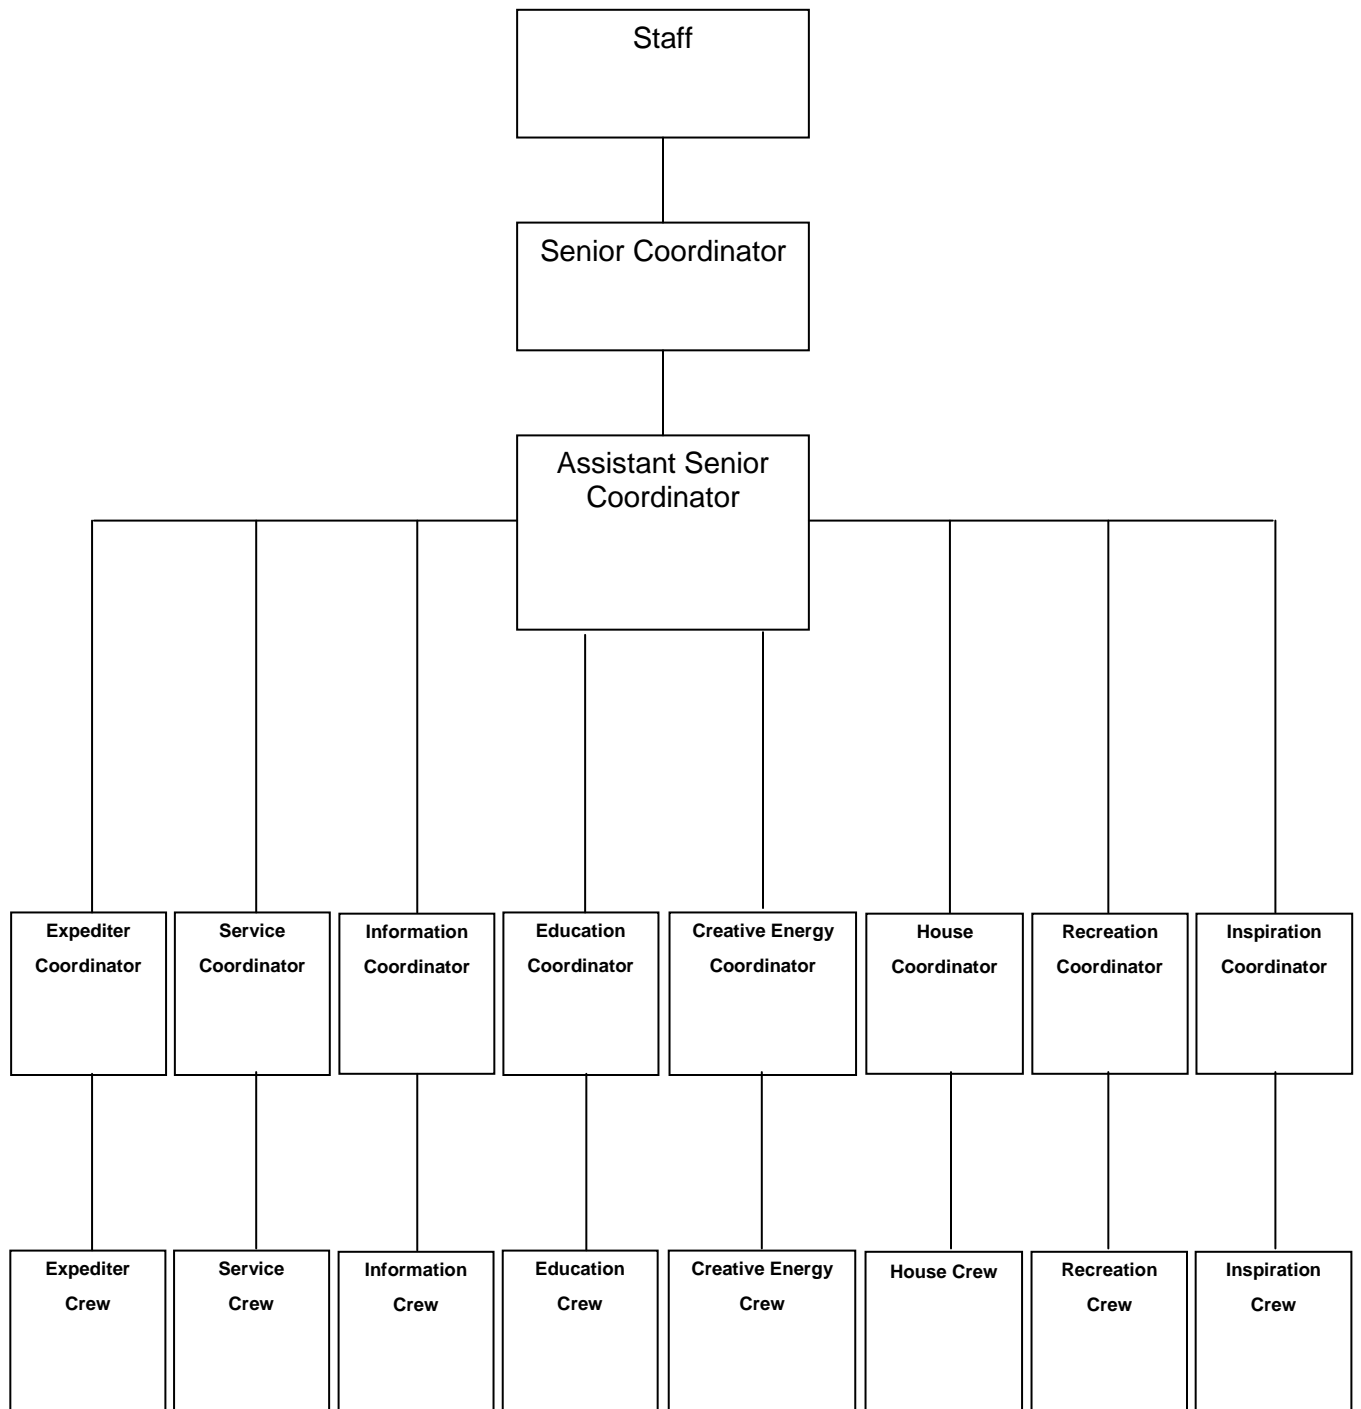 Staff
Senior Coordinator
Assistant Senior
Coordinator
Expediter
Coordinator
Service
Coordinator
Information
Coordinator
Education
Coordinator
Creative Energy
Coordinator
House
Coordinator
Recreation
Coordinator
Inspiration
Coordinator
Expediter
Crew
Service
Crew
Information
Crew
Education
Crew
Creative Energy
Crew
House Crew
Recreation
Crew
Inspiration
Crew